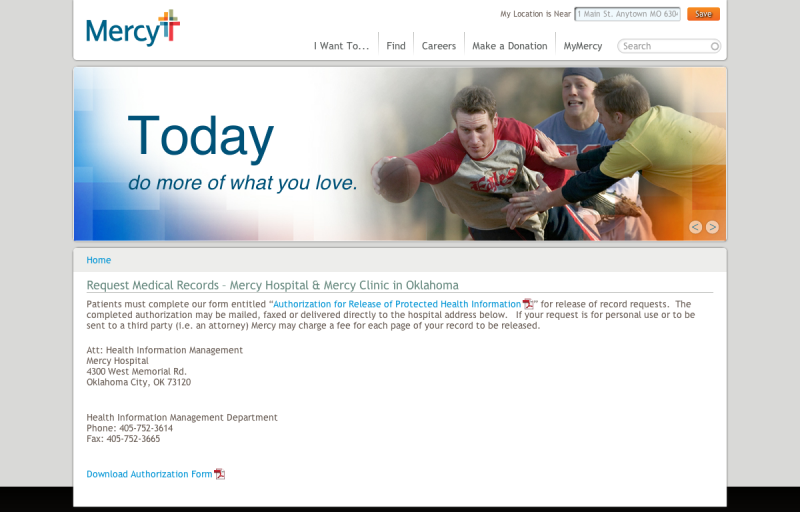 Mercy
My Location is Near 1 Main St. Anytown MO 6304 Save
I Want To... Find Careers Make a Donation MyMercy Search
Today
do more of what you love.
Home
Request Medical Records – Mercy Hospital & Mercy Clinic in Oklahoma
Patients must complete our form entitled “Authorization for Release of Protected Health Information” for release of record requests. The
completed authorization may be mailed, faxed or delivered directly to the hospital address below. If your request is for personal use or to be
sent to a third party (i.e. an attorney) Mercy may charge a fee for each page of your record to be released.
Att: Health Information Management
Mercy Hospital
4300 West Memorial Rd.
Oklahoma City, OK 73120
Health Information Management Department
Phone: 405-752-3614
Fax: 405-752-3665
Download Authorization Form